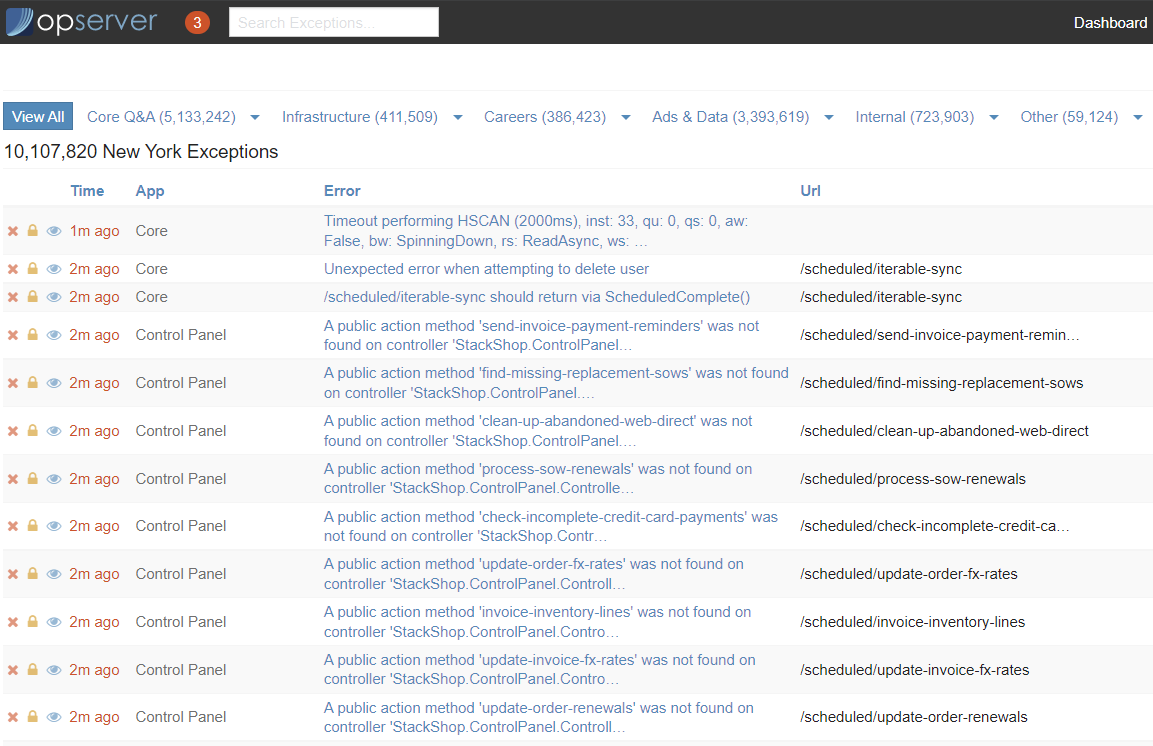 opserver 3 Search Exceptions... Dashboard
View All Core Q&A (5,133,242) Infrastructure (411,509) Careers (386,423) Ads & Data (3,393,619) Internal (723,903) Other (59,124)
10,107,820 New York Exceptions
Time App Error Url
1m ago Core Timeout performing HSCAN (2000ms), inst: 33, qu: 0, qs: 0, aw:
False, bw: SpinningDown, rs: ReadAsync, ws: …
2m ago Core Unexpected error when attempting to delete user /scheduled/iterable-sync
2m ago Core /scheduled/iterable-sync should return via ScheduledComplete() /scheduled/iterable-sync
2m ago Control Panel A public action method 'send-invoice-payment-reminders' was not
found on controller 'StackShop.ControlPanel… /scheduled/send-invoice-payment-remin…
2m ago Control Panel A public action method 'find-missing-replacement-sows' was not found
on controller 'StackShop.ControlPanel.… /scheduled/find-missing-replacement-sows
2m ago Control Panel A public action method 'clean-up-abandoned-web-direct' was not
found on controller 'StackShop.ControlPanel.… /scheduled/clean-up-abandoned-web-direct
2m ago Control Panel A public action method 'process-sow-renewals' was not found on
controller 'StackShop.ControlPanel.Controlle… /scheduled/process-sow-renewals
2m ago Control Panel A public action method 'check-incomplete-credit-card-payments' was
not found on controller 'StackShop.Contr… /scheduled/check-incomplete-credit-ca…
2m ago Control Panel A public action method 'update-order-fx-rates' was not found on
controller 'StackShop.ControlPanel.Controll… /scheduled/update-order-fx-rates
2m ago Control Panel A public action method 'invoice-inventory-lines' was not found on
controller 'StackShop.ControlPanel.Contro… /scheduled/invoice-inventory-lines
2m ago Control Panel A public action method 'update-invoice-fx-rates' was not found on
controller 'StackShop.ControlPanel.Contro… /scheduled/update-invoice-fx-rates
2m ago Control Panel A public action method 'update-order-renewals' was not found on
controller 'StackShop.ControlPanel.Controll… /scheduled/update-order-renewals